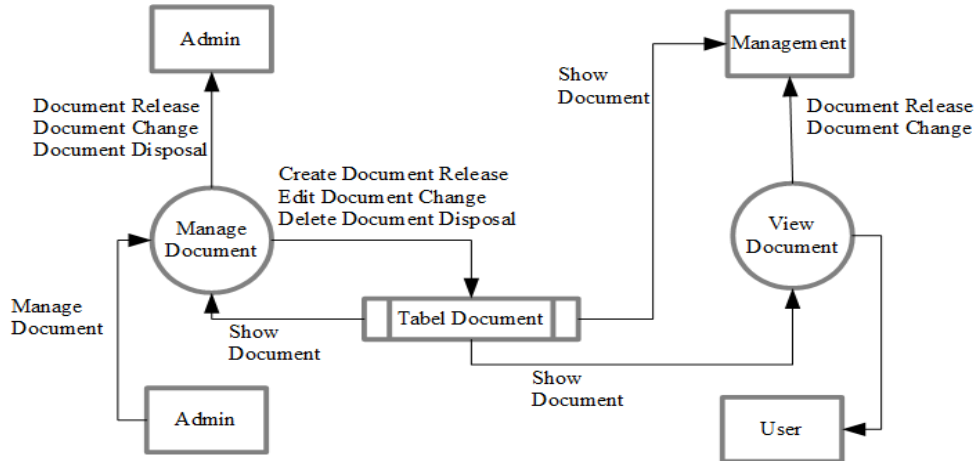 Admin
Management
Show
Document
Document Release
Document Change
Document Disposal
Document Release
Document Change
Create Document Release
Edit Document Change
Delete Document Disposal
Manage
Document
View
Document
Manage
Document
Show
Document
Tabel Document
Show
Document
Admin
User